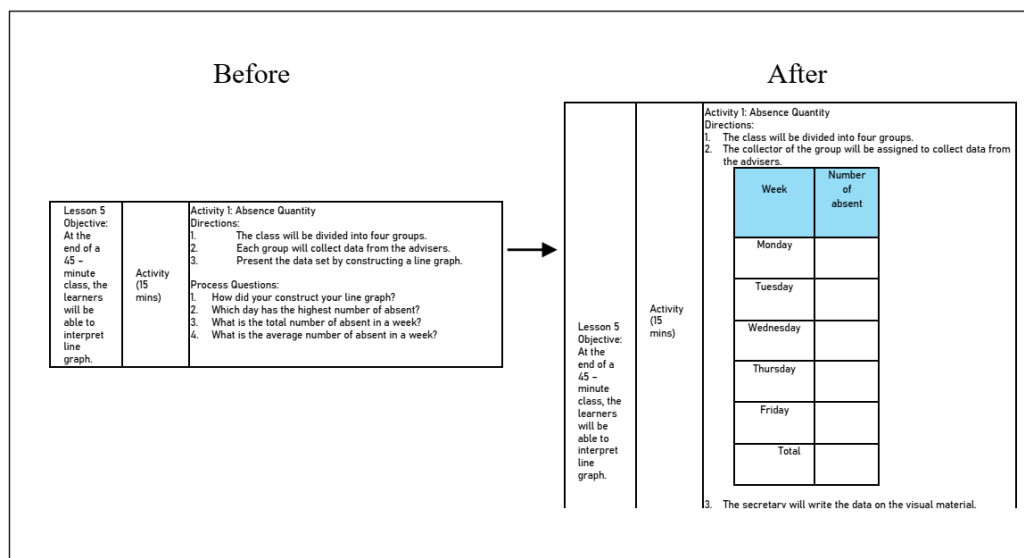 Before
After
Lesson 5
Objective:
At the
end of a
45 –
minute
class, the
learners
will be
able to
interpret
line
graph.
Activity
(15
mins)
Activity 1: Absence Quantity
Directions:
1. The class will be divided into four groups.
2. Each group will collect data from the advisers.
3. Present the data set by constructing a line graph.
Process Questions:
1. How did your construct your line graph?
2. Which day has the highest number of absent?
3. What is the total number of absent in a week?
4. What is the average number of absent in a week?
Lesson 5
Objective:
At the
end of a
45 –
minute
class, the
learners
will be
able to
interpret
line
graph.
Activity
(15
mins)
Activity 1: Absence Quantity
Directions:
1. The class will be divided into four groups.
2. The collector of the group will be assigned to collect data from
the advisers.
Week
Number
of
absent
Monday
Tuesday
Wednesday
Thursday
Friday
Total
3. The secretary will write the data on the visual material.